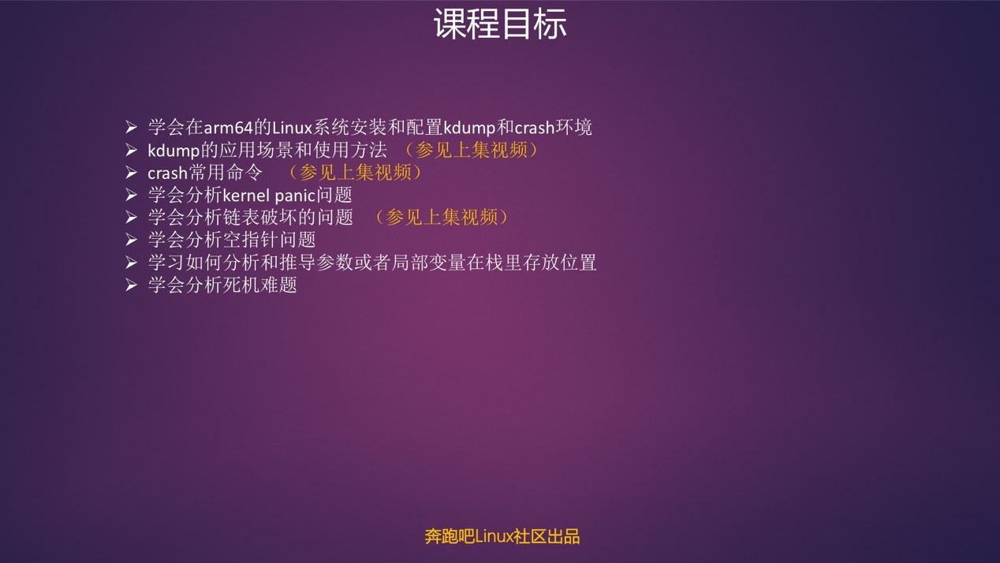 课程目标
➢ 学会在arm64的Linux系统安装和配置kdump和crash环境
➢ kdump的应用场景和使用方法 （参见上集视频）
➢ crash常用命令 （参见上集视频）
➢ 学会分析kernel panic问题
➢ 学会分析链表破坏的问题 （参见上集视频）
➢ 学会分析空指针问题
➢ 学习如何分析和推导参数或者局部变量在栈里存放位置
➢ 学会分析死机难题
奔跑吧Linux社区出品